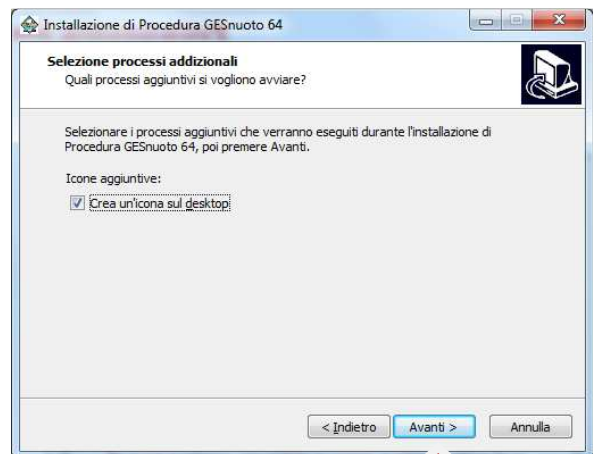 Installazione di Procedura GESnuoto 64
Selezione processi addizionali
Quali processi aggiuntivi si vogliono avviare?
Selezionare i processi aggiuntivi che verranno eseguiti durante l'installazione di
Procedura GESnuoto 64, poi premere Avanti.
Icone aggiuntive:
Crea un'icona sul desktop
< Indietro
Avanti >
Annulla